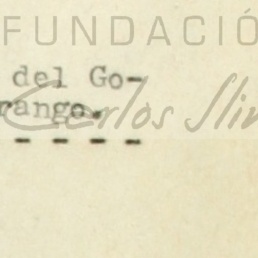 FUNDACIÓ
del Go-
rango.
Carlos Slim
- - - - -